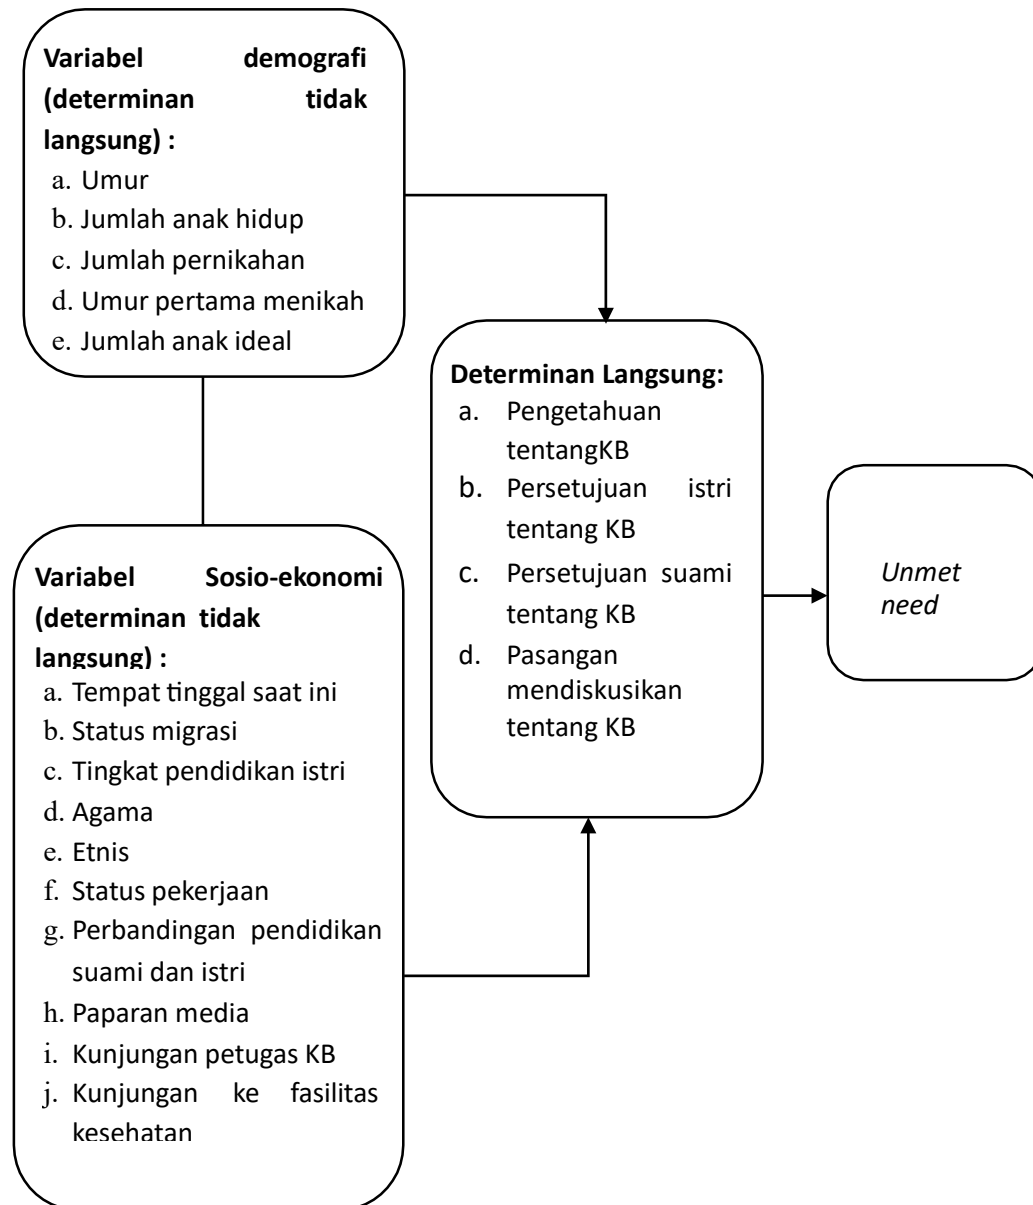 Variabel demografi
(determinan tidak
langsung) :
a. Umur
b. Jumlah anak hidup
c. Jumlah pernikahan
d. Umur pertama menikah
e. Jumlah anak ideal
Determinan Langsung:
a. Pengetahuan
tentangKB
b. Persetujuan istri
tentang KB
c. Persetujuan suami
tentang KB
d. Pasangan
mendiskusikan
tentang KB
Unmet
need
Variabel Sosio-ekonomi
(determinan tidak
langsung) :
a. Tempat tinggal saat ini
b. Status migrasi
c. Tingkat pendidikan istri
d. Agama
e. Etnis
f. Status pekerjaan
g. Perbandingan pendidikan
suami dan istri
h. Paparan media
i. Kunjungan petugas KB
j. Kunjungan ke fasilitas
kesehatan